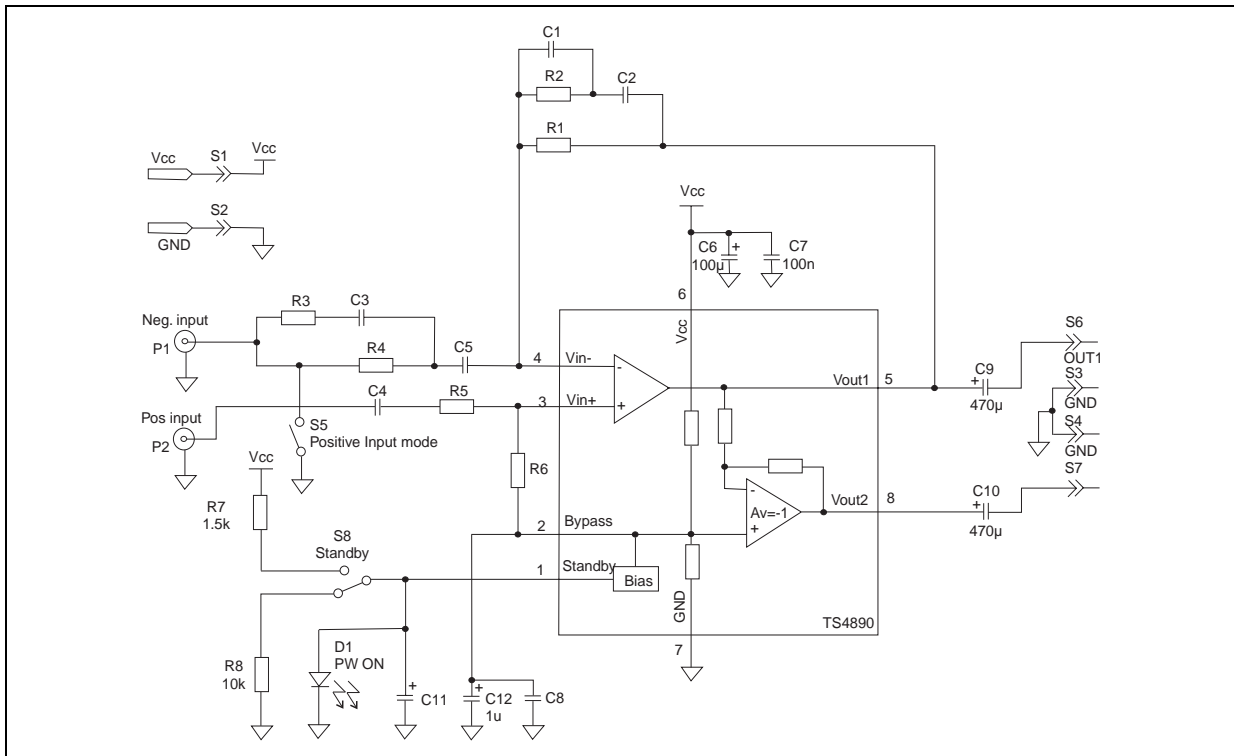 C1
R2
C2
R1
Vcc
S1
Vcc
S2
GND
Vcc
C6
+
100µ
C7
100n
6
Vcc
Neg. input
P1
R3
C3
R4
C5
4
Vin-
-
Vout1
5
S6
OUT1
C9
+
470µ
S3
GND
S4
GND
Pos input
P2
C4
R5
3
Vin+
+
S5
Positive Input mode
R6
S7
C10
+
470µ
Vout2
8
-
Av=-1
+
Vcc
R7
1.5k
2
Bypass
S8
Standby
1
Standby
Bias
GND
TS4890
7
R8
10k
D1
PW ON
+
C11
+
C12
1u
C8